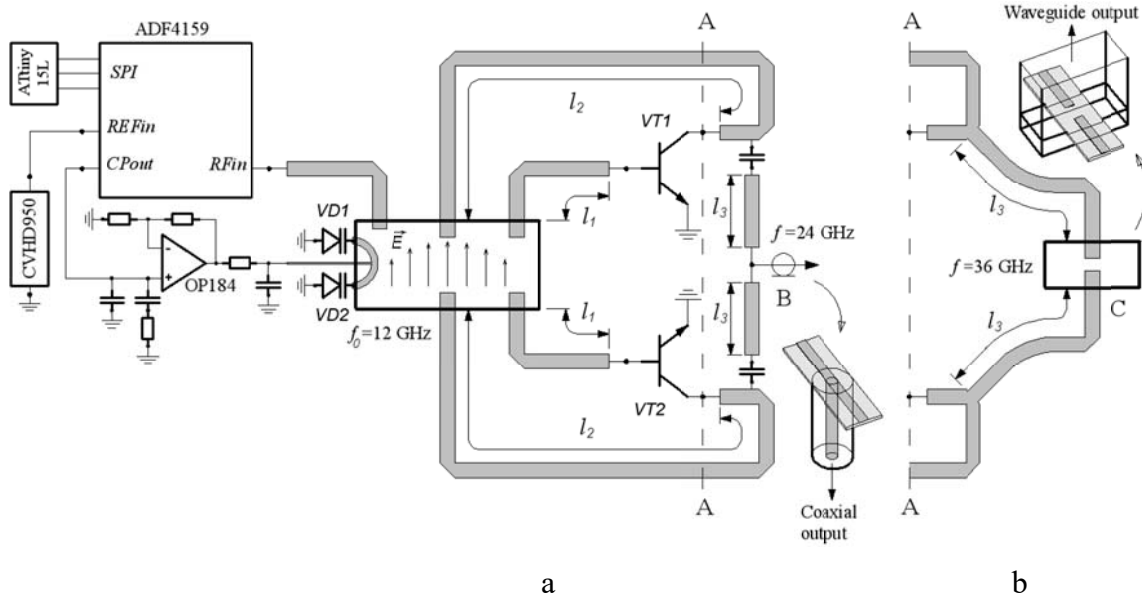 ADF4159
ATtiny
15L
SPI
REFin
CPout
RFin
CVHD950
OP184
VD1
VD2
E
f0=12 GHz
l1
l1
l2
l2
VT1
VT2
l3
l3
A
A
f=24 GHz
B
Coaxial
output
A
A
l3
l3
f=36 GHz
C
Waveguide output
-
+
a
b